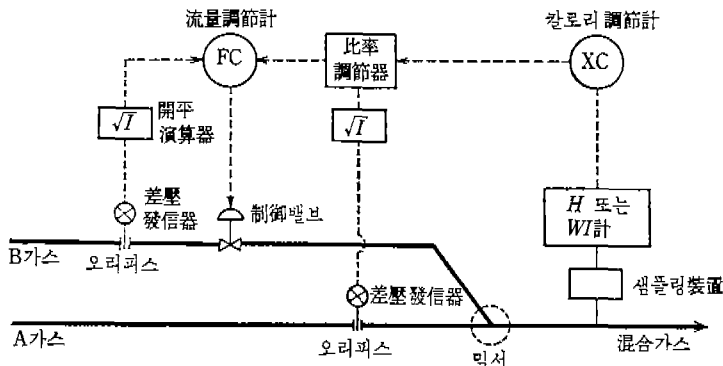 流量調節計
칼로리 調節計
FC
比率
調節器
XC
√I
開平
演算器
√I
差壓
發信器
制御밸브
H 또는
WI計
B가스
오리피스
差壓發信器
샘플링裝置
A가스
오리피스
믹서
混合가스